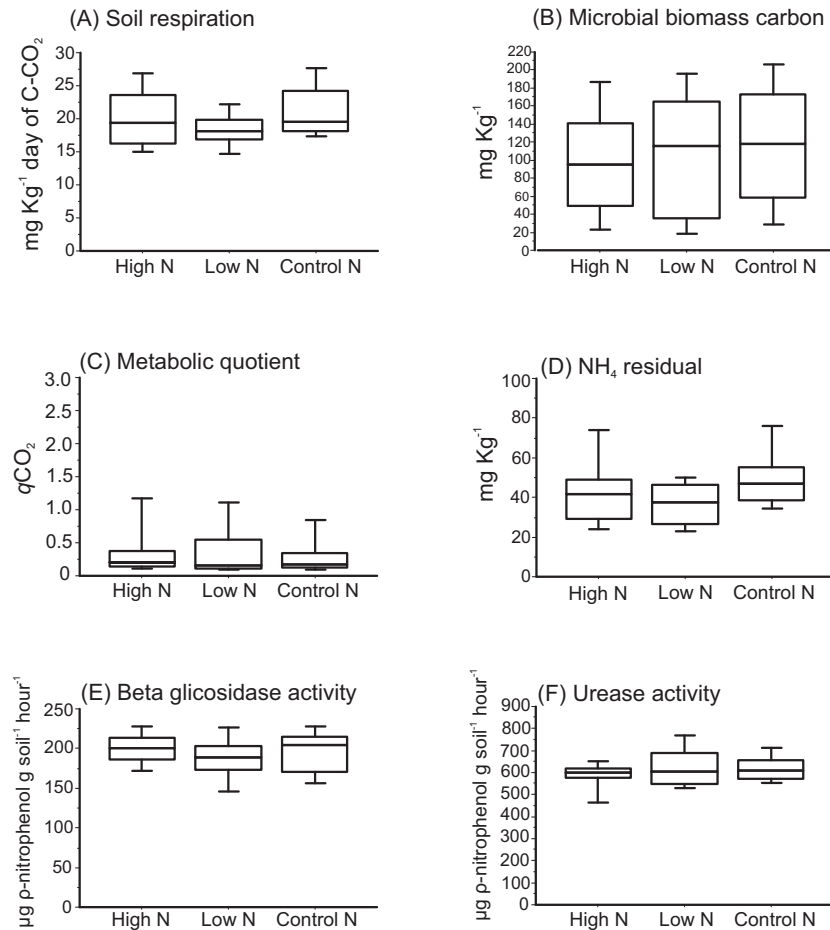 (A) Soil respiration
mg Kg⁻¹ day of C-CO₂
30
25
20
15
10
5
0
High N Low N Control N
(B) Microbial biomass carbon
mg Kg⁻¹
220
200
180
160
140
120
100
80
60
40
20
0
High N Low N Control N
(C) Metabolic quotient
qCO₂
3.0
2.5
2.0
1.5
1.0
0.5
0
High N Low N Control N
(D) NH₄ residual
mg Kg⁻¹
100
80
60
40
20
0
High N Low N Control N
(E) Beta glicosidase activity
µg ρ-nitrophenol g soil⁻¹ hour⁻¹
250
200
150
100
50
0
High N Low N Control N
(F) Urease activity
µg ρ-nitrophenol g soil⁻¹ hour⁻¹
900
800
700
600
500
400
300
200
100
0
High N Low N Control N